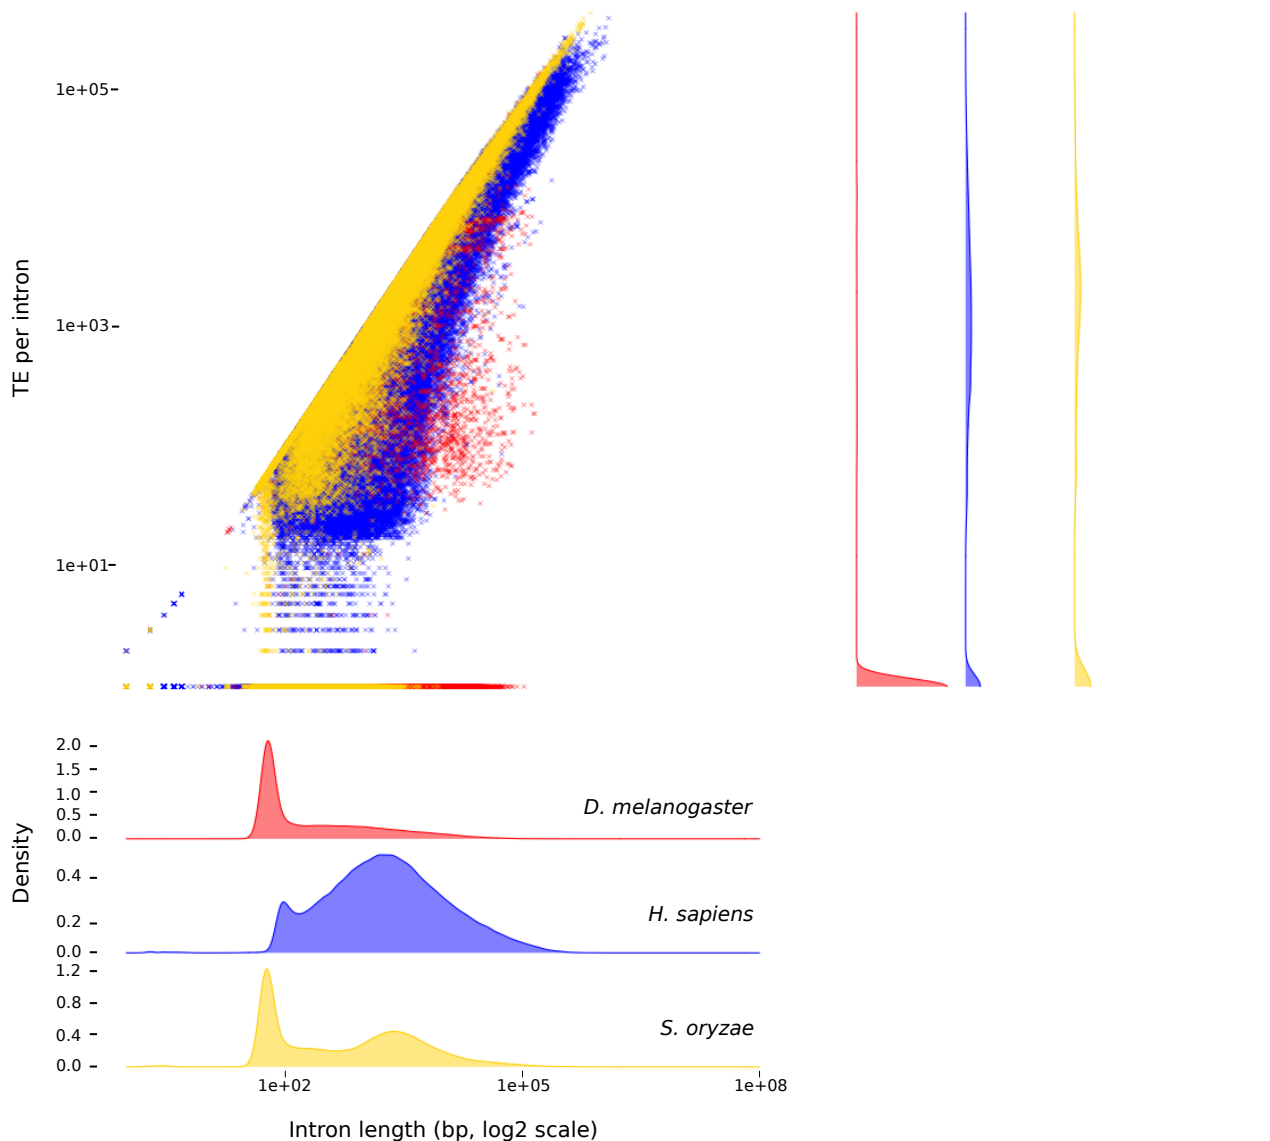 1e+05
1e+03
1e+01
TE per intron
2.0
1.5
1.0
0.5
0.0
D. melanogaster
0.4
0.2
0.0
H. sapiens
1.2
0.8
0.4
0.0
S. oryzae
Density
1e+02 1e+05 1e+08
Intron length (bp, log2 scale)